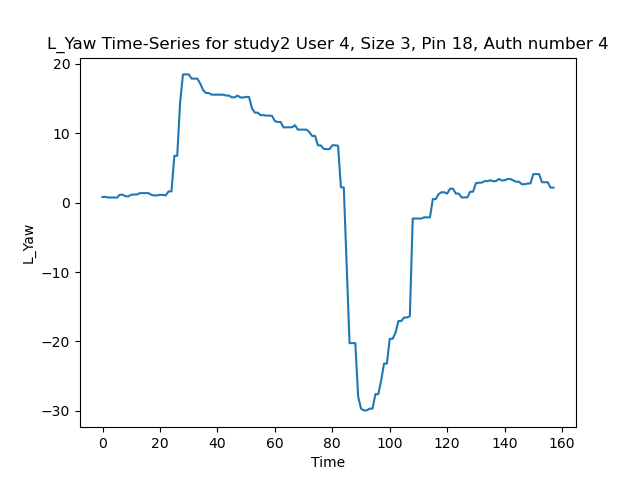 L_Yaw Time-Series for study2 User 4, Size 3, Pin 18, Auth number 4
20
10
0
−10
−20
−30
L_Yaw
0 20 40 60 80 100 120 140 160
Time